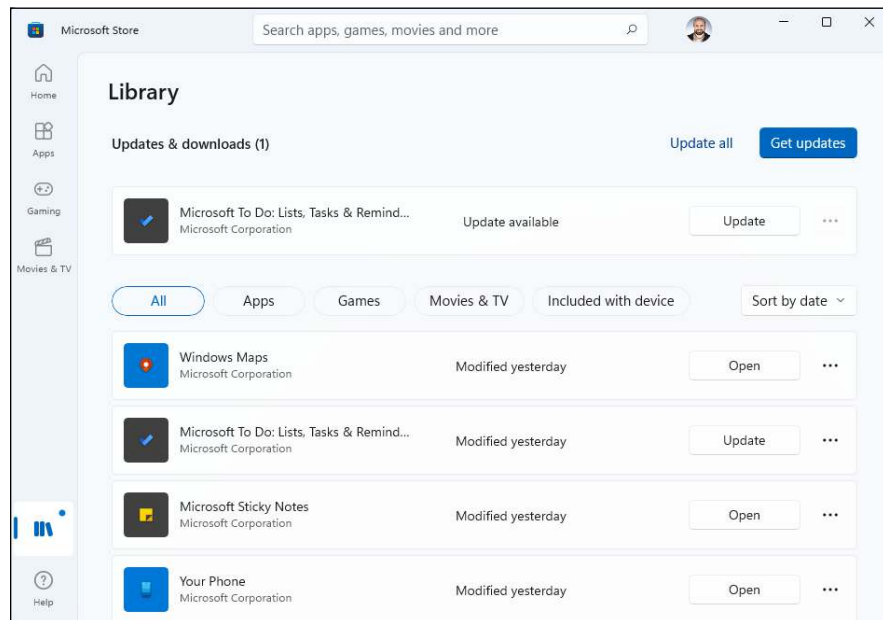 Microsoft Store
Search apps, games, movies and more
Home
Apps
Gaming
Movies & TV
Help
Library
Updates & downloads (1)
Update all
Get updates
Microsoft To Do: Lists, Tasks & Remind...
Microsoft Corporation
Update available
Update
All
Apps
Games
Movies & TV
Included with device
Sort by date
Windows Maps
Microsoft Corporation
Modified yesterday
Open
Microsoft To Do: Lists, Tasks & Remind...
Microsoft Corporation
Modified yesterday
Update
Microsoft Sticky Notes
Microsoft Corporation
Modified yesterday
Open
Your Phone
Microsoft Corporation
Modified yesterday
Open